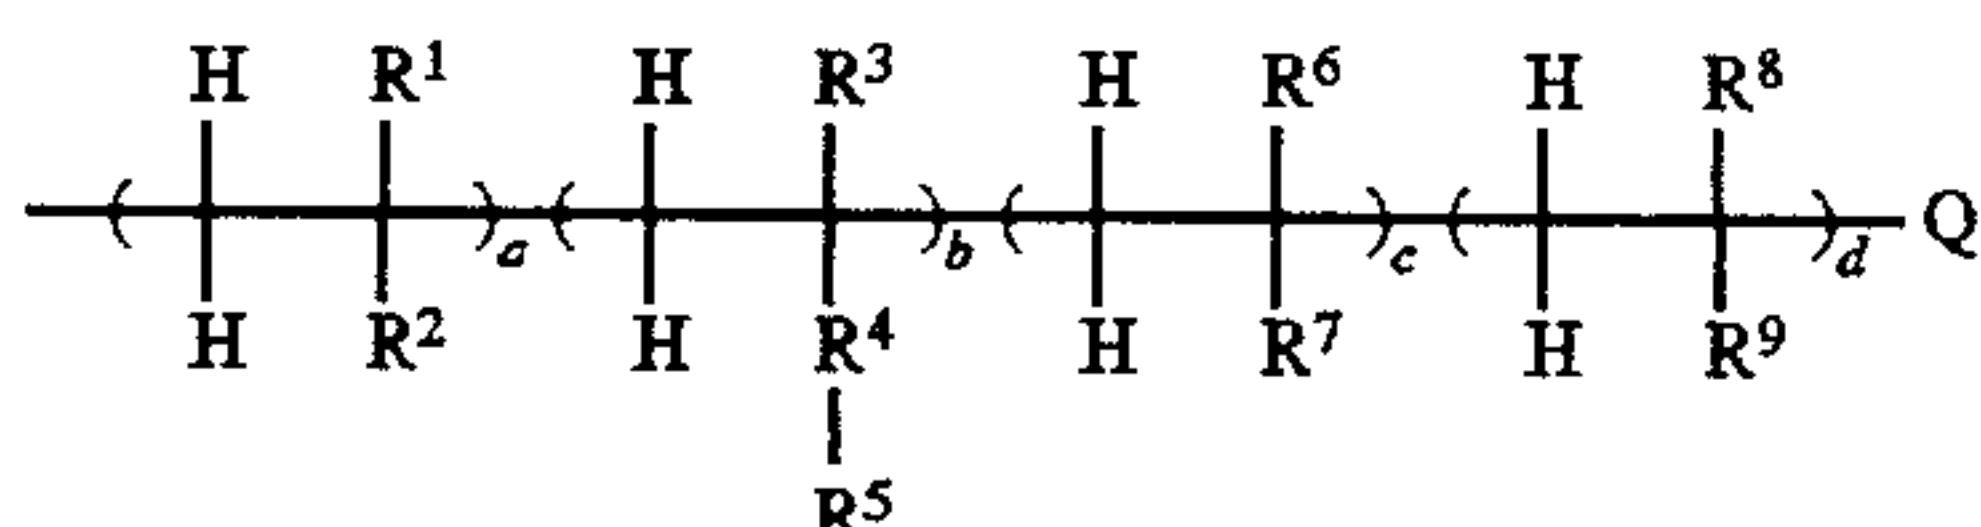 H R¹ H R³ H R⁶ H R⁸
( )a ( )b ( )c ( )d Q
H R² H R⁴ H R⁷ H R⁹
R⁵